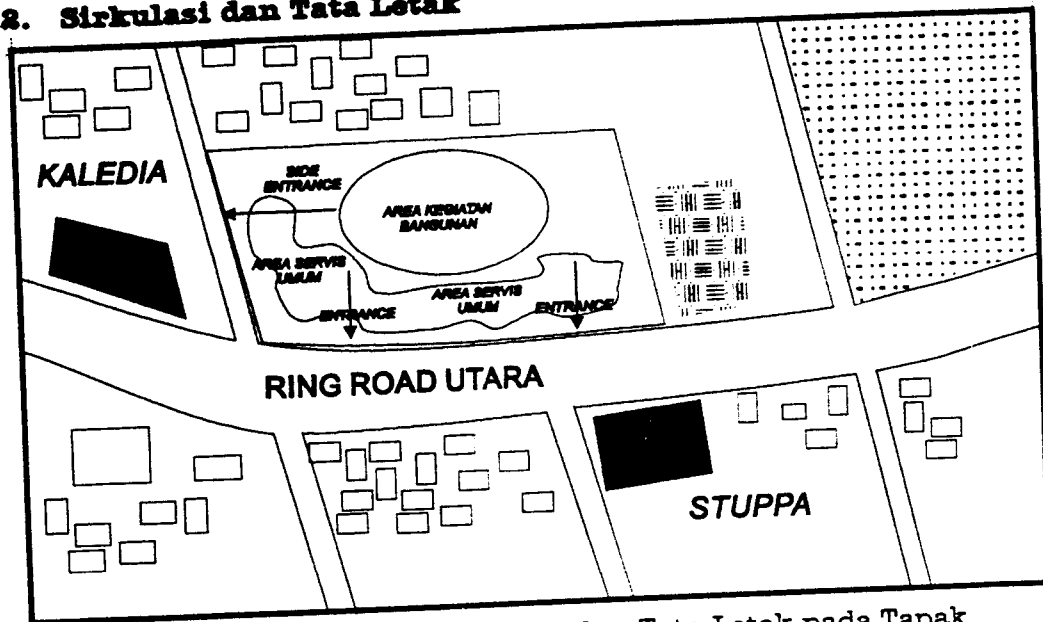 2. Sirkulasi dan Tata Letak
KALEDIA
SIDE
ENTRANCE
AREA KEGIATAN
BANGUNAN
AREA SERVIS
UMUM
ENTRANCE
AREA SERVIS
UMUM
ENTRANCE
RING ROAD UTARA
STUPPA
dan Tata Letak pada Tapak